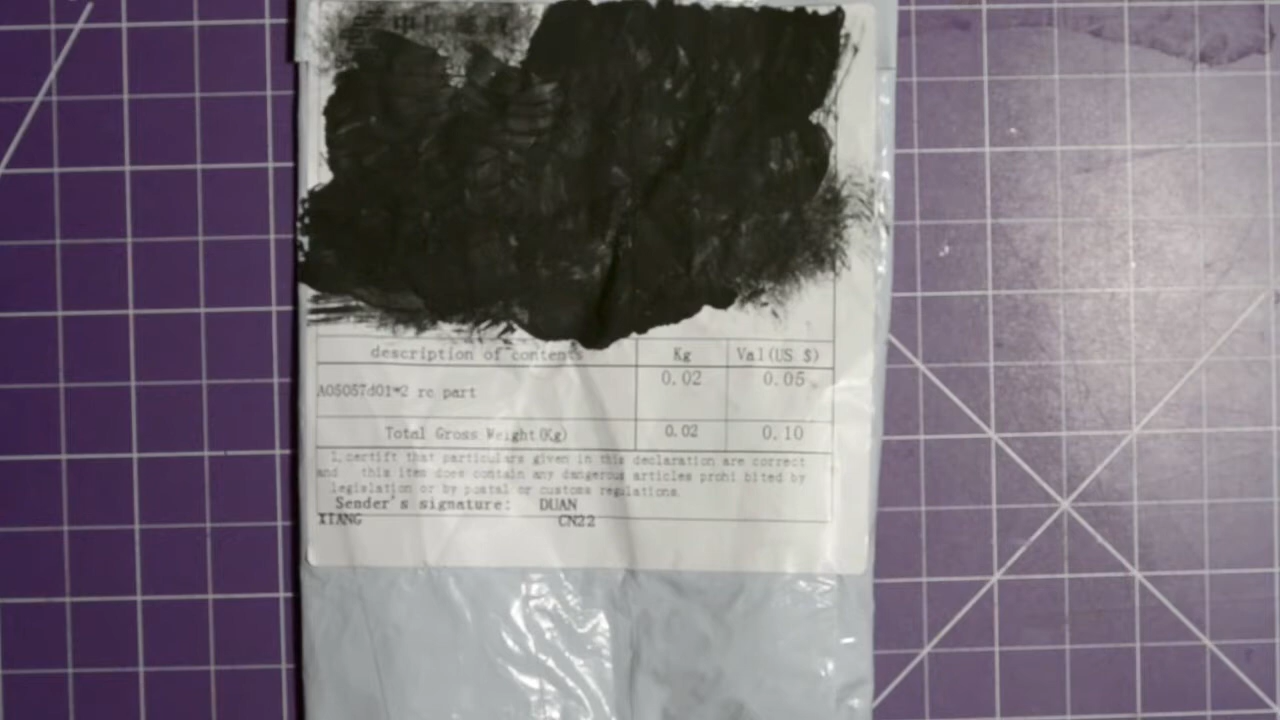 description of contents Kg Val(US $)
A05057d01*2 rc part 0.02 0.05
Total Gross Weight(Kg) 0.02 0.10
I,certify that particulars given in this declaration are correct
and this item does contain any dangerous articles prohi bited by
legislation or by postal or customs regulations.
Sender's signature: DUAN
XIANG CN22